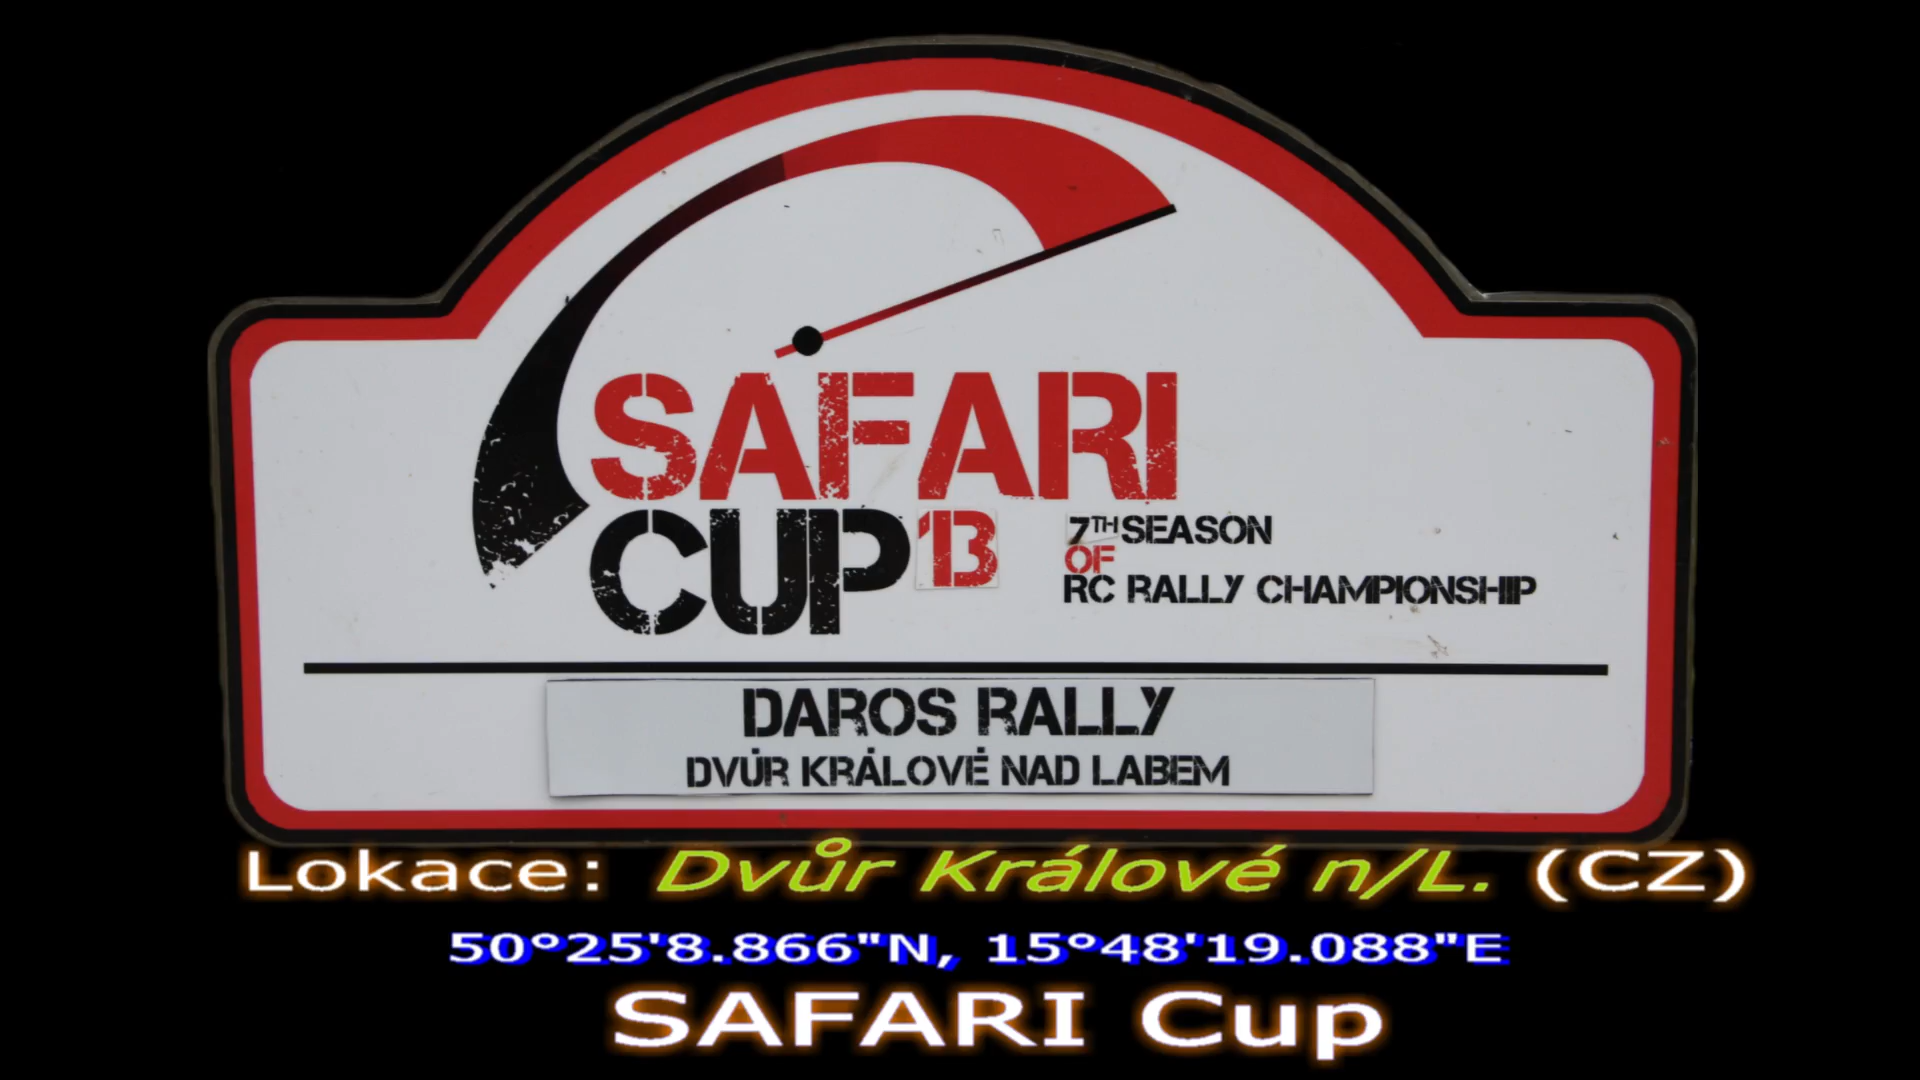 SAFARI
CUP 13
7TH SEASON
OF
RC RALLY CHAMPIONSHIP
DAROS RALLY
DVŮR KRÁLOVÉ NAD LABEM
Lokace: Dvůr Králové n/L. (CZ)
50°25'8.866"N, 15°48'19.088"E
SAFARI Cup